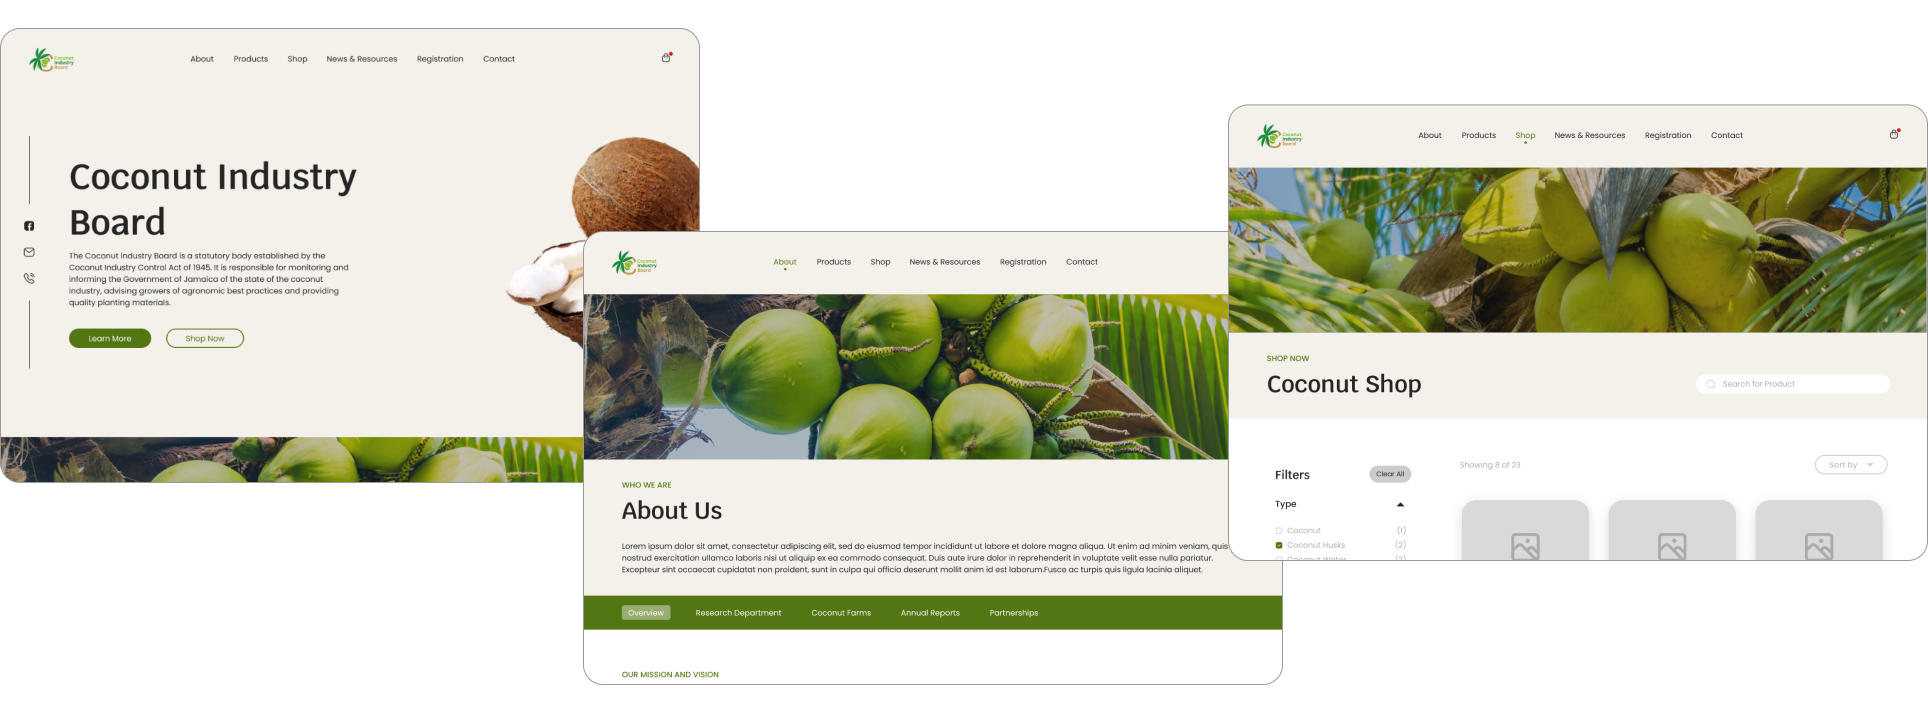 Coconut
Industry
Board
About Products Shop News & Resources Registration Contact
Coconut Industry
Board
The Coconut Industry Board is a statutory body established by the
Coconut Industry Control Act of 1945. It is responsible for monitoring and
informing the Government of Jamaica of the state of the coconut
industry, advising growers of agronomic best practices and providing
quality planting materials.
Learn More Shop Now
Coconut
Industry
Board
About Products Shop News & Resources Registration Contact
WHO WE ARE
About Us
Lorem ipsum dolor sit amet, consectetur adipiscing elit, sed do eiusmod tempor incididunt ut labore et dolore magna aliqua. Ut enim ad minim veniam, quis
nostrud exercitation ullamco laboris nisi ut aliquip ex ea commodo consequat. Duis aute irure dolor in reprehenderit in voluptate velit esse nulla pariatur.
Excepteur sint occaecat cupidatat non proident, sunt in culpa qui officia deserunt mollit anim id est laborum.Fusce ac turpis quis ligula lacinia aliquet.
Overview Research Department Coconut Farms Annual Reports Partnerships
OUR MISSION AND VISION
Coconut
Industry
Board
About Products Shop News & Resources Registration Contact
SHOP NOW
Coconut Shop
Search for Product
Filters Clear All
Showing 8 of 23 Sort by
Type
Coconut (1)
Coconut Husks (2)
Coconut Water (2)